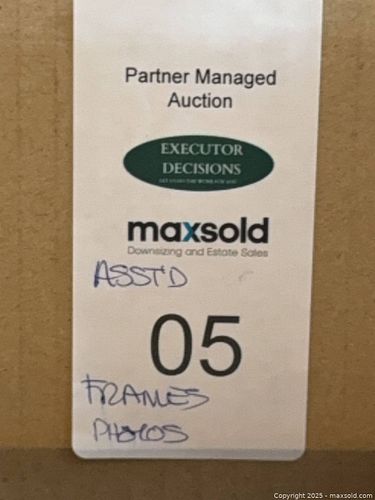 Partner Managed
Auction
EXECUTOR
DECISIONS
maxsold
Downsizing and Estate Sales
ASST'D
05
FRAMES
PHOTOS
Copyright 2025 - maxsold.com